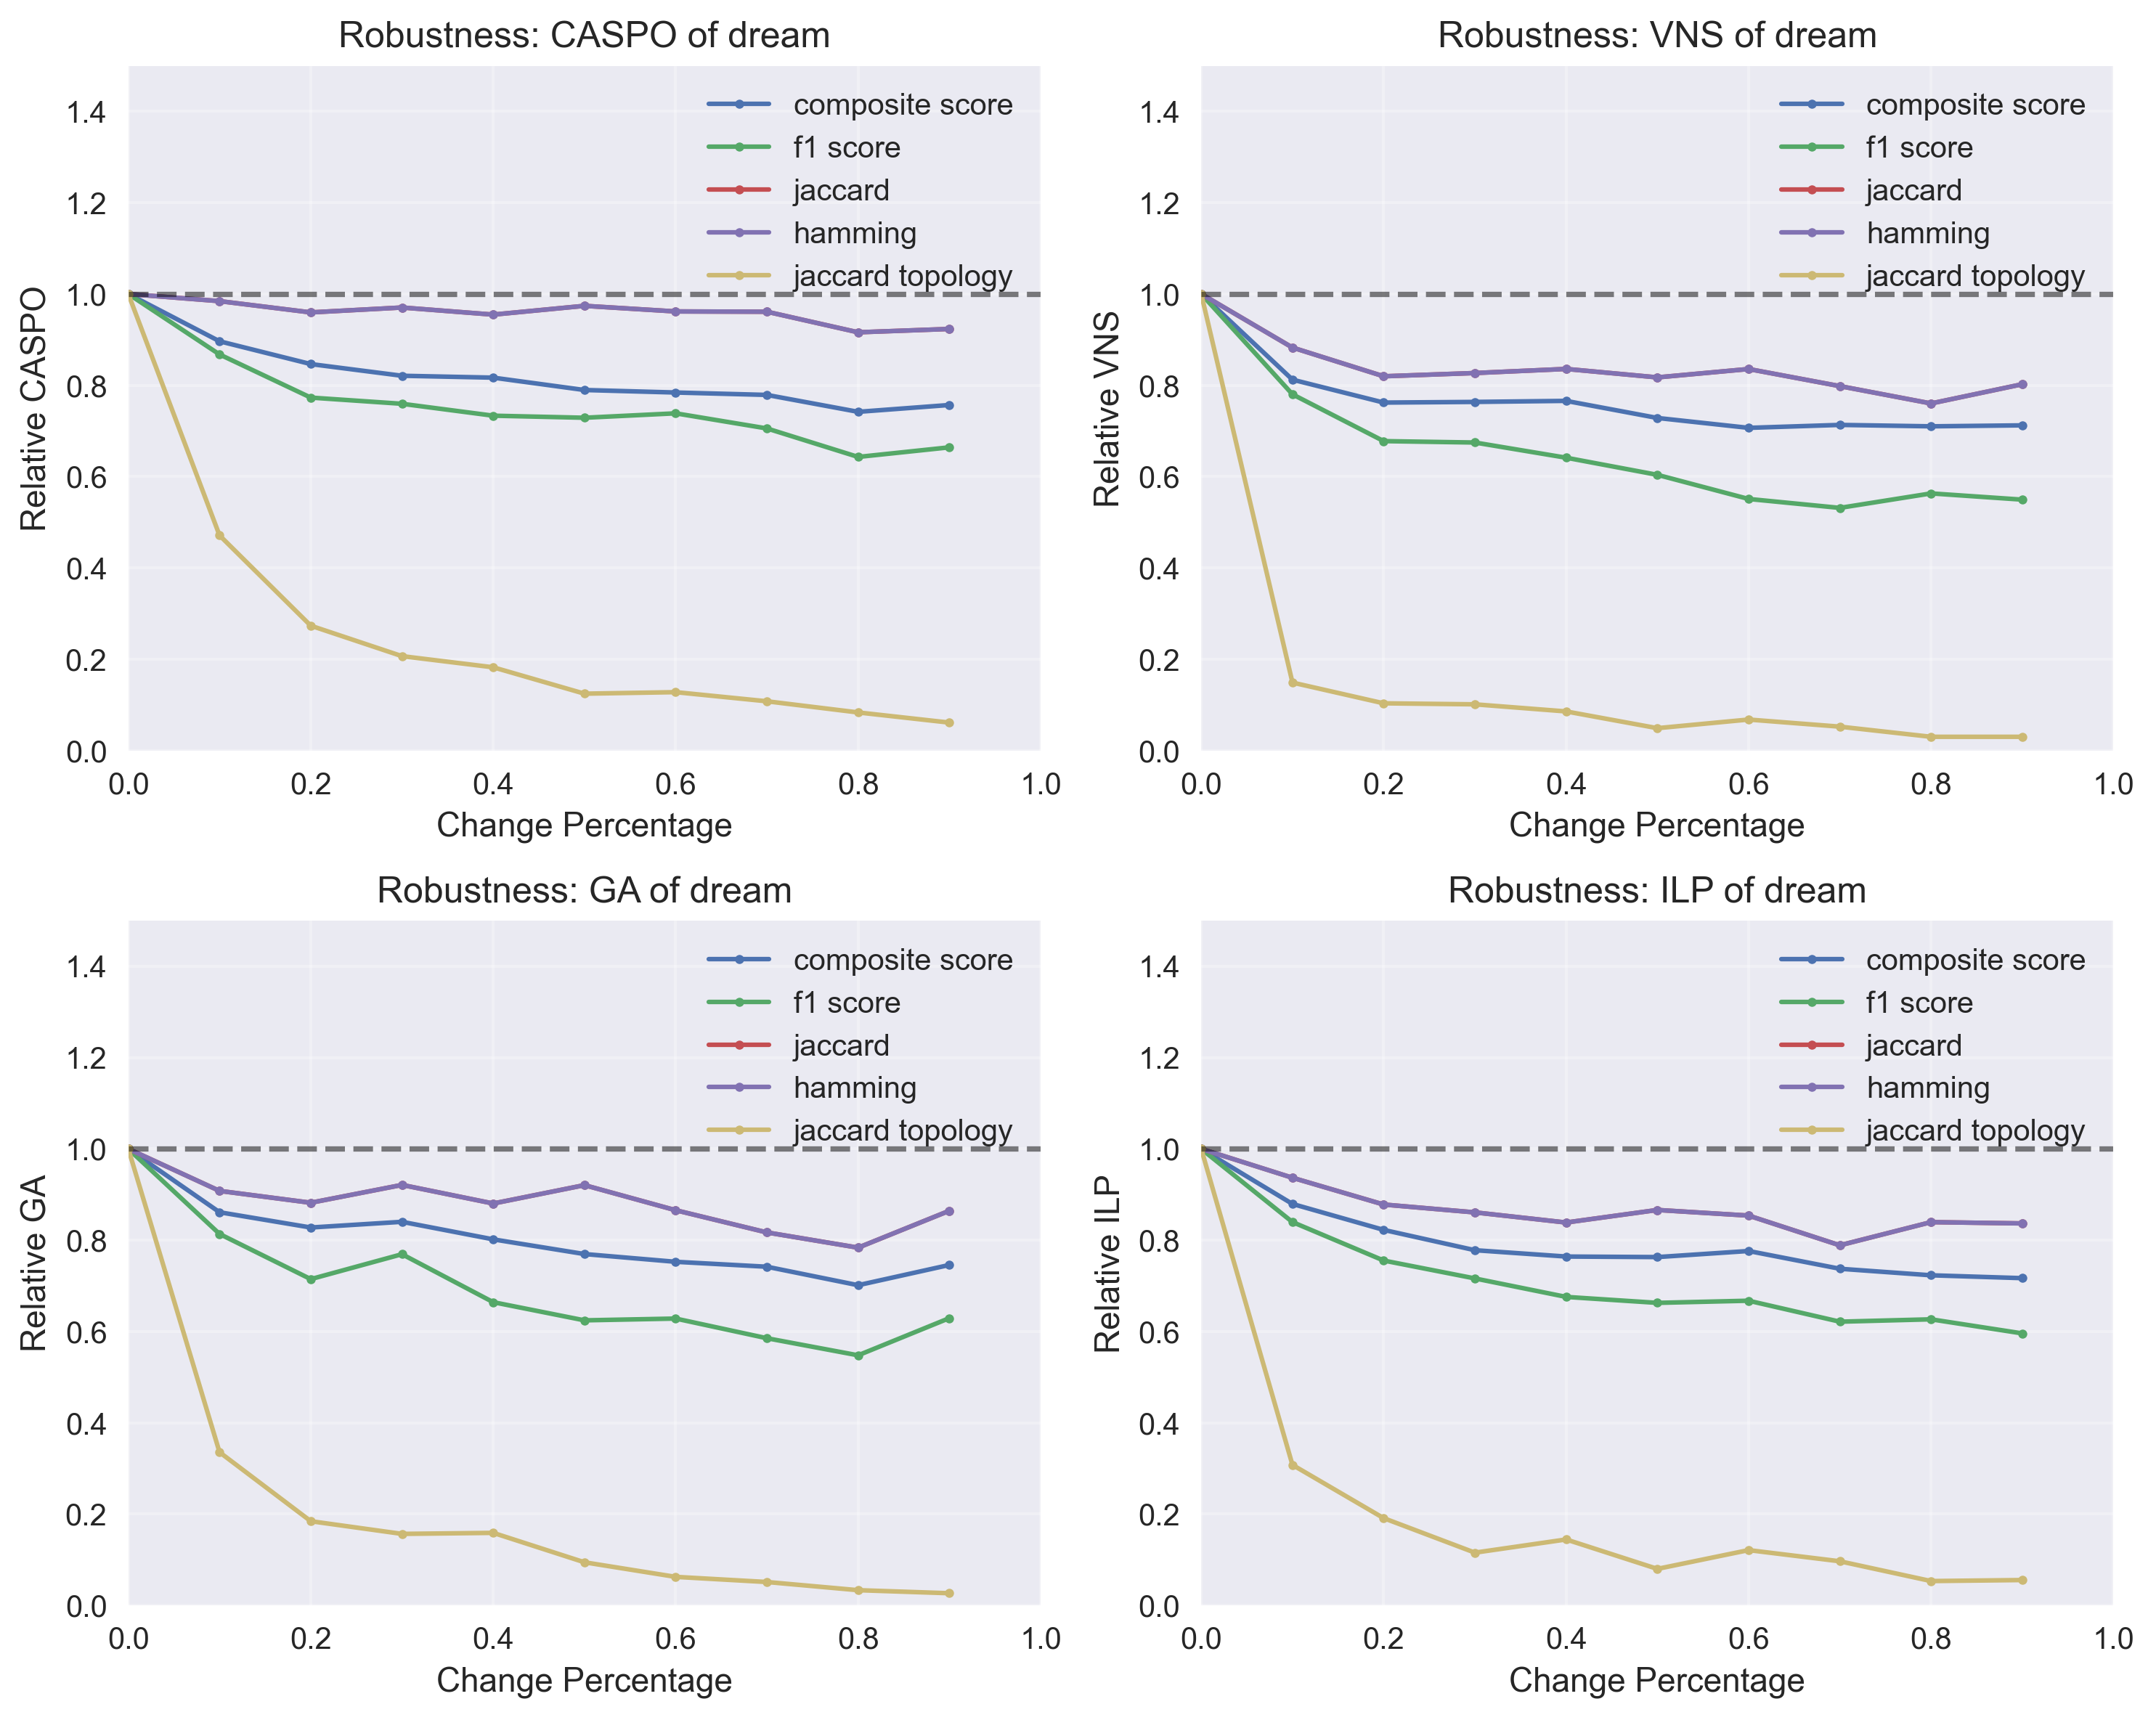 Robustness: CASPO of dream
1.4
1.2
1.0
0.8
0.6
0.4
0.2
0.0
Relative CASPO
composite score
f1 score
jaccard
hamming
jaccard topology
0.0 0.2 0.4 0.6 0.8 1.0
Change Percentage
Robustness: VNS of dream
1.4
1.2
1.0
0.8
0.6
0.4
0.2
0.0
Relative VNS
composite score
f1 score
jaccard
hamming
jaccard topology
0.0 0.2 0.4 0.6 0.8 1.0
Change Percentage
Robustness: GA of dream
1.4
1.2
1.0
0.8
0.6
0.4
0.2
0.0
Relative GA
composite score
f1 score
jaccard
hamming
jaccard topology
0.0 0.2 0.4 0.6 0.8 1.0
Change Percentage
Robustness: ILP of dream
1.4
1.2
1.0
0.8
0.6
0.4
0.2
0.0
Relative ILP
composite score
f1 score
jaccard
hamming
jaccard topology
0.0 0.2 0.4 0.6 0.8 1.0
Change Percentage